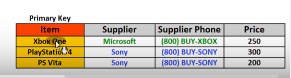 Primary Key
Item Supplier Supplier Phone Price
Xbox One Microsoft (800) BUY-XBOX 250
PlayStation 4 Sony (800) BUY-SONY 300
PS Vita Sony (800) BUY-SONY 200